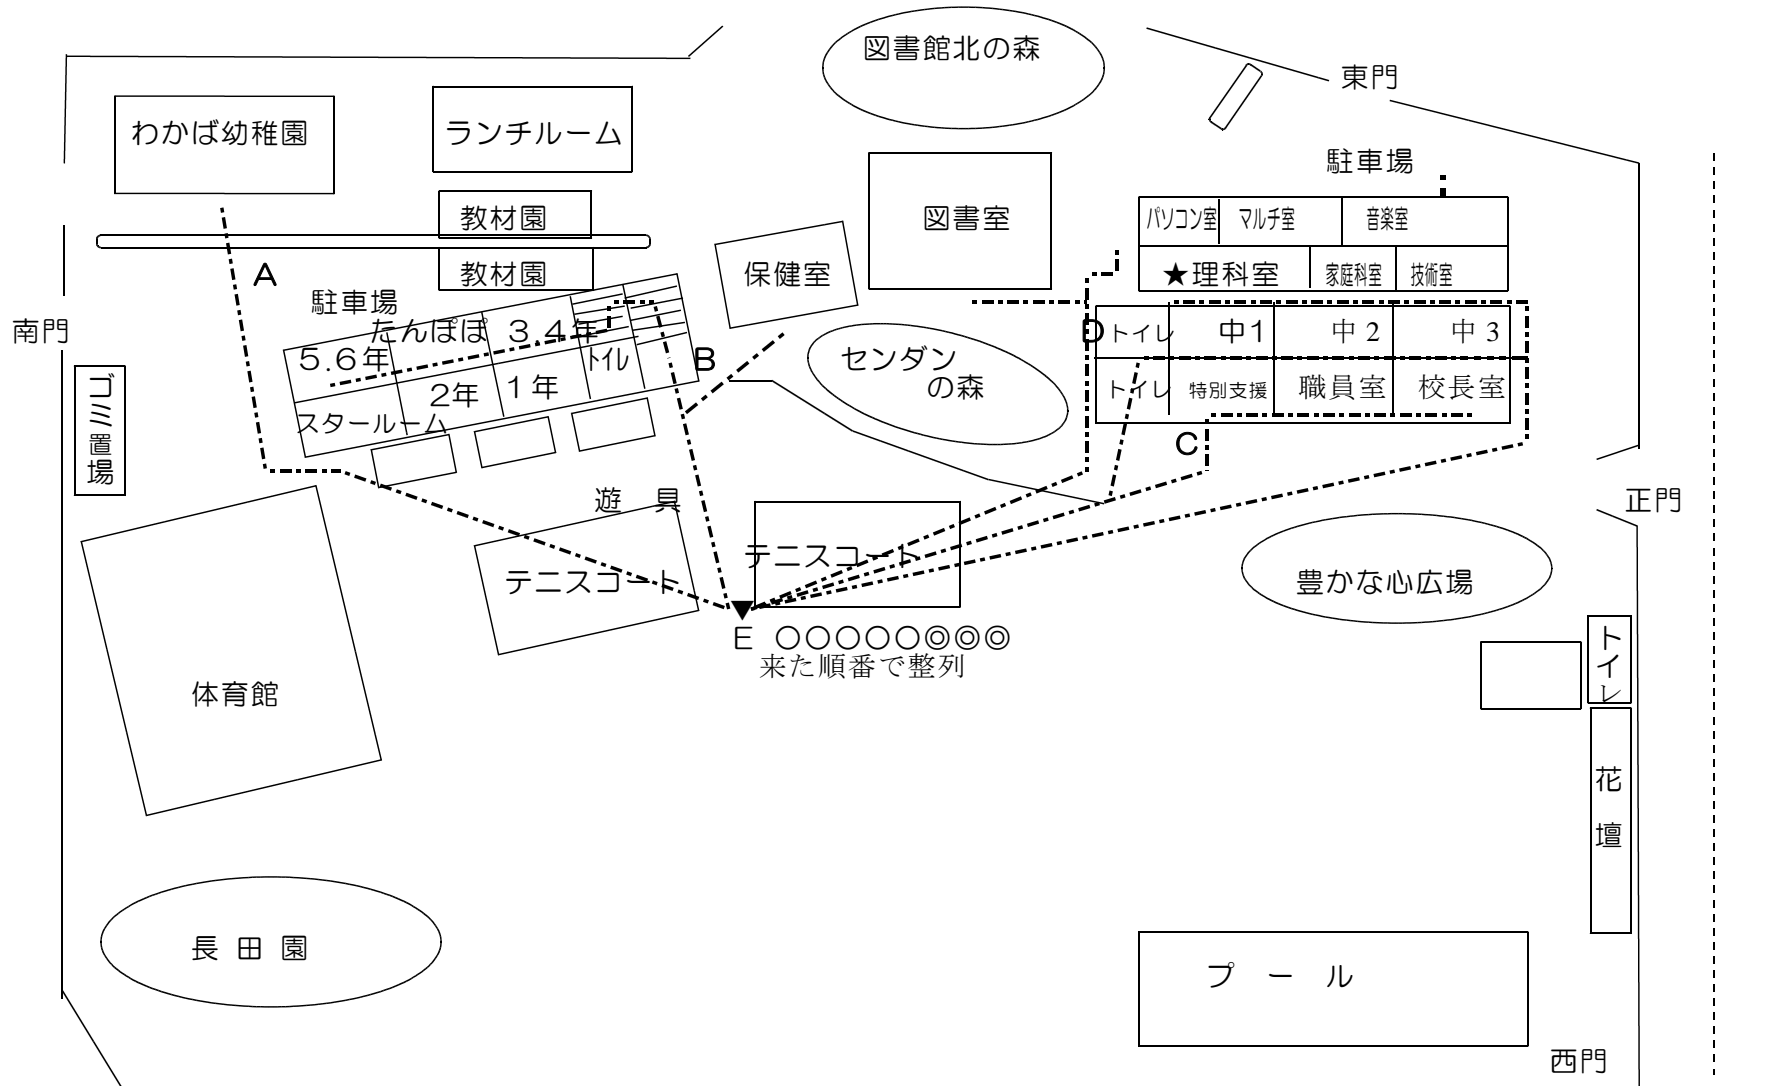 図書館北の森
東門
わかば幼稚園
ランチルーム
駐車場
教材園
図書室
パソコン室
マルチ室
音楽室
教材園
保健室
★理科室
家庭科室
技術室
A
駐車場
南門
たんぽぽ
３.４年
D
トイレ
中1
中２
中３
5.6年
トイレ
B
センダン
の森
2年
１年
トイレ
特別支援
職員室
校長室
スタールーム
ゴミ置場
C
遊　具
正門
テニスコート
テニスコート
豊かな心広場
E ○○○○○◎◎◎
来た順番で整列
トイレ
体育館
花壇
長田園
プール
西門